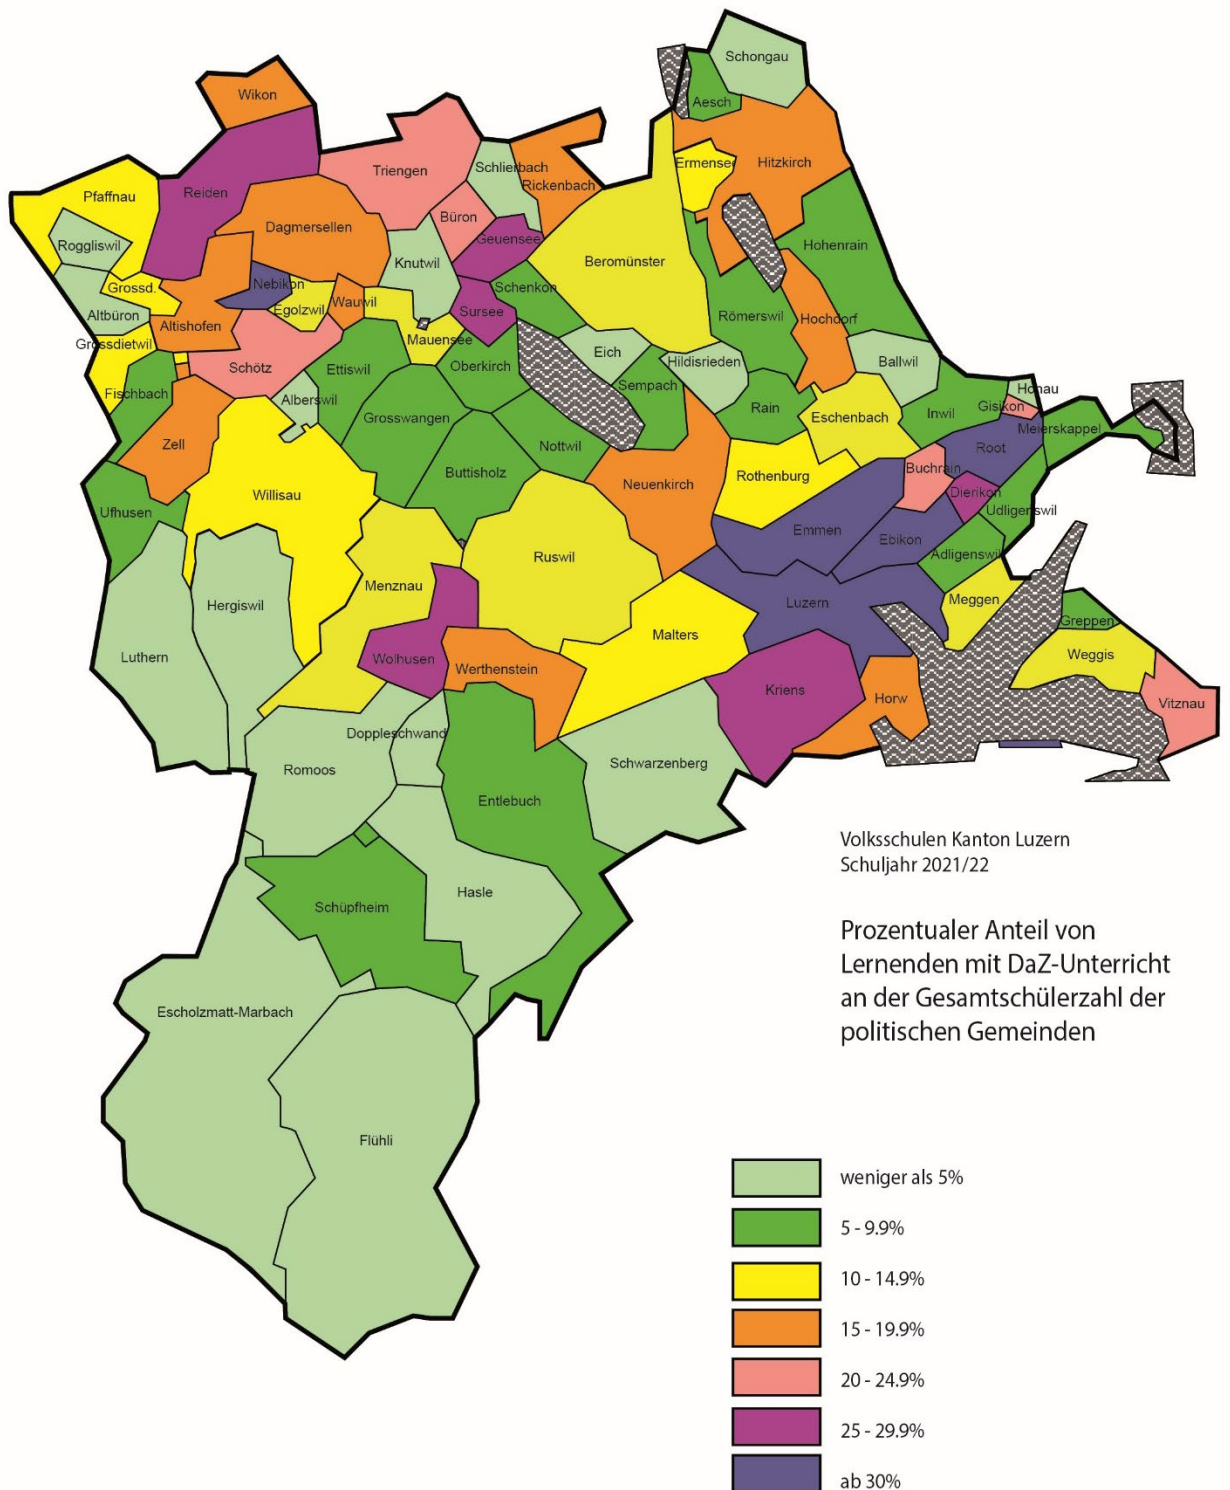 Schongau
Aesch
Wikon
Ermensee
Hitzkirch
Triengen
Schlierbach
Rickenbach
Pfaffnau
Reiden
Büron
Dagmersellen
Geuensee
Roggliswil
Hohenrain
Knutwil
Beromünster
Nebikon
Schenkon
Grossd.
Egolzwil
Wauwil
Sursee
Altbüron
Altishofen
Römerswil
Hochdorf
Mauensee
Grossdietwil
Eich
Hildisrieden
Ballwil
Schötz
Ettiswil
Oberkirch
Sempach
Honau
Fischbach
Alberswil
Rain
Gisikon
Grosswangen
Eschenbach
Inwil
Meierskappel
Zell
Nottwil
Root
Buttisholz
Neuenkirch
Rothenburg
Buchrain
Dierikon
Willisau
Udligenswil
Ufhusen
Emmen
Ebikon
Ruswil
Adligenswil
Menznau
Meggen
Hergiswil
Luzern
Greppen
Malters
Luthern
Wolhusen
Werthenstein
Weggis
Kriens
Horw
Vitznau
Doppleschwand
Romoos
Schwarzenberg
Entlebuch
Hasle
Schüpfheim
Escholzmatt-Marbach
Flühli
Volksschulen Kanton Luzern
Schuljahr 2021/22
Prozentualer Anteil von
Lernenden mit DaZ-Unterricht
an der Gesamtschülerzahl der
politischen Gemeinden
weniger als 5%
5 - 9.9%
10 - 14.9%
15 - 19.9%
20 - 24.9%
25 - 29.9%
ab 30%